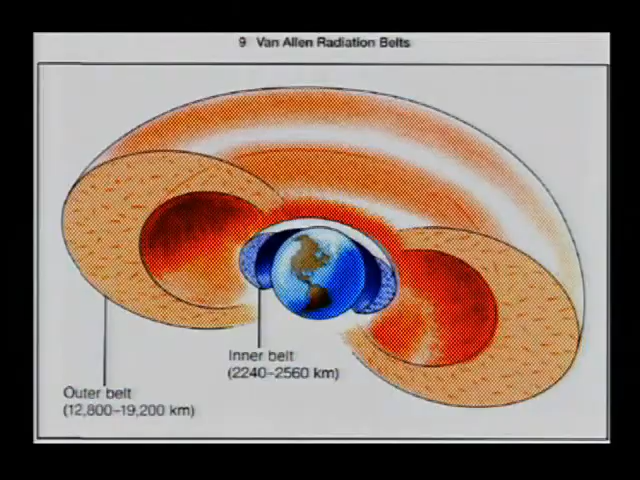 9 Van Allen Radiation Belts
Inner belt
(2240–2560 km)
Outer belt
(12,800–19,200 km)